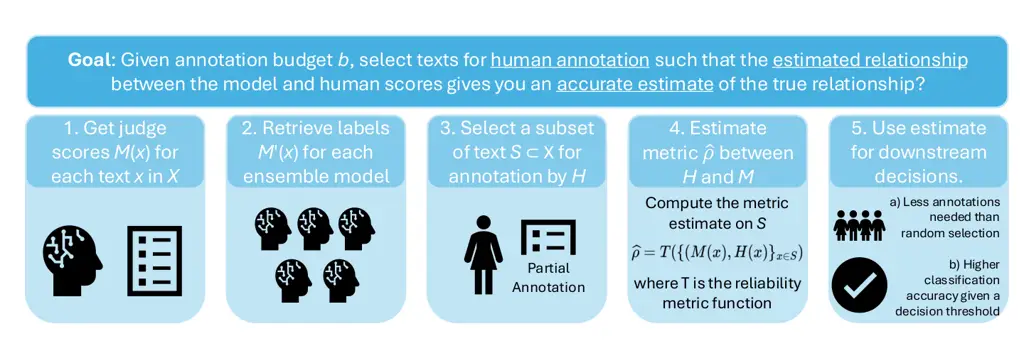 Goal: Given annotation budget b, select texts for human annotation such that the estimated relationship
between the model and human scores gives you an accurate estimate of the true relationship?
1. Get judge
scores M(x) for
each text x in X
2. Retrieve labels
M'(x) for each
ensemble model
3. Select a subset
of text S ⊂ X for
annotation by H
Partial
Annotation
4. Estimate
metric ρ̂ between
H and M
Compute the metric
estimate on S
ρ̂ = T({(M(x), H(x)}ₓ∈S)
where T is the reliability
metric function
5. Use estimate
for downstream
decisions.
a) Less annotations
needed than
random selection
b) Higher
classification
accuracy given a
decision threshold